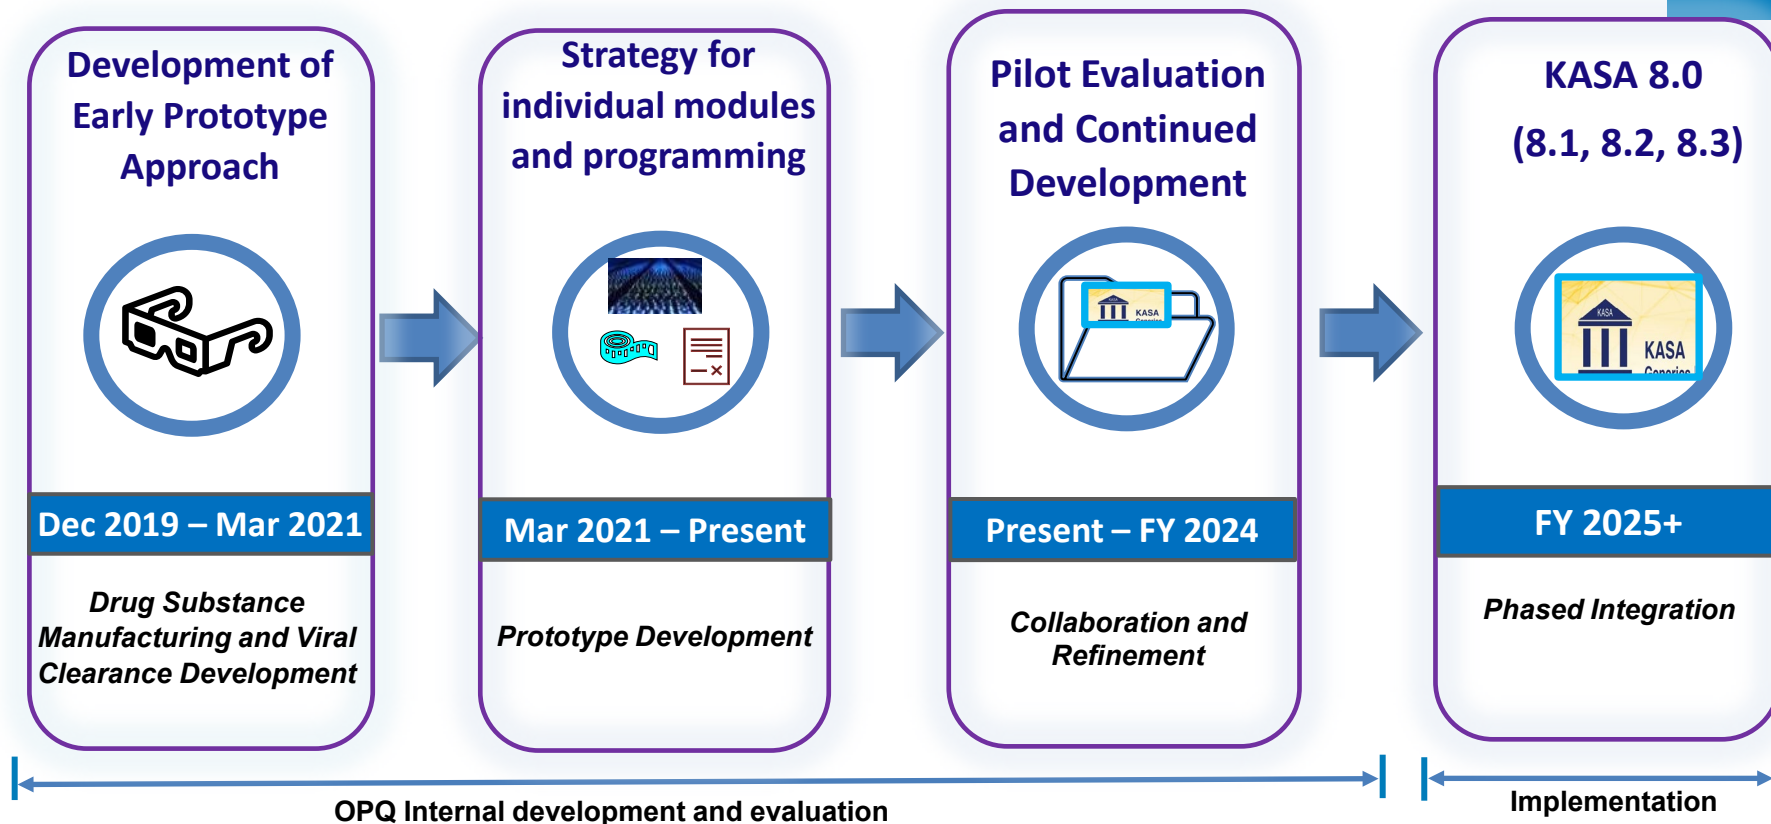 Development of
Early Prototype
Approach
Dec 2019 – Mar 2021
Drug Substance
Manufacturing and Viral
Clearance Development
Strategy for
individual modules
and programming
Mar 2021 – Present
Prototype Development
Pilot Evaluation
and Continued
Development
KASA
Generics
Present – FY 2024
Collaboration and
Refinement
KASA 8.0
(8.1, 8.2, 8.3)
KASA
KASA
Generics
FY 2025+
Phased Integration
OPQ Internal development and evaluation
Implementation